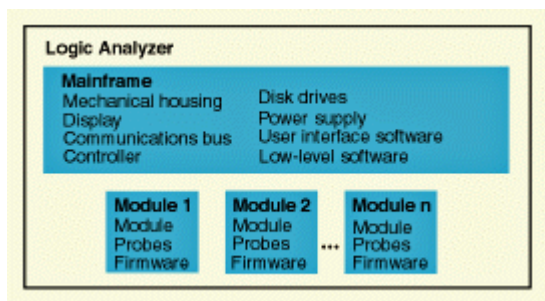 Logic Analyzer
Mainframe
Mechanical housing
Display
Communications bus
Controller
Disk drives
Power supply
User interface software
Low-level software
Module 1
Module
Probes
Firmware
Module 2
Module
Probes
Firmware
...
Module n
Module
Probes
Firmware